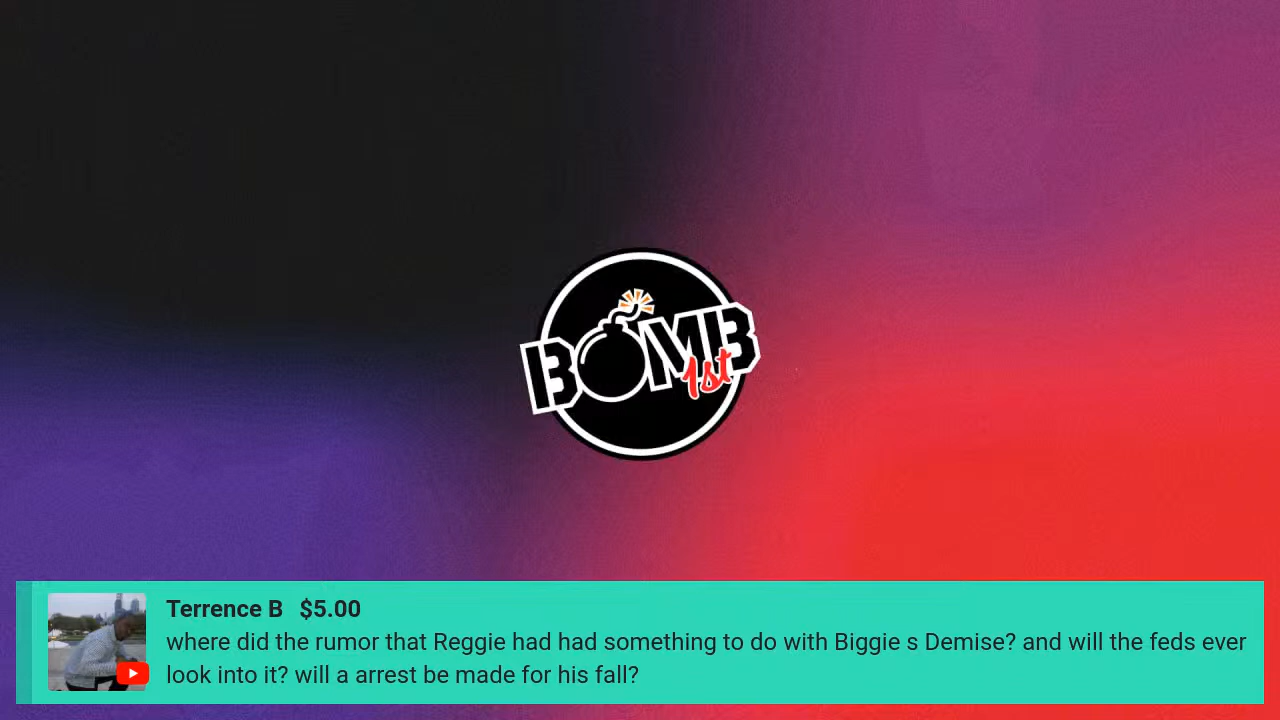 BOMB
1st
Terrence B $5.00
where did the rumor that Reggie had had something to do with Biggie s Demise? and will the feds ever
look into it? will a arrest be made for his fall?